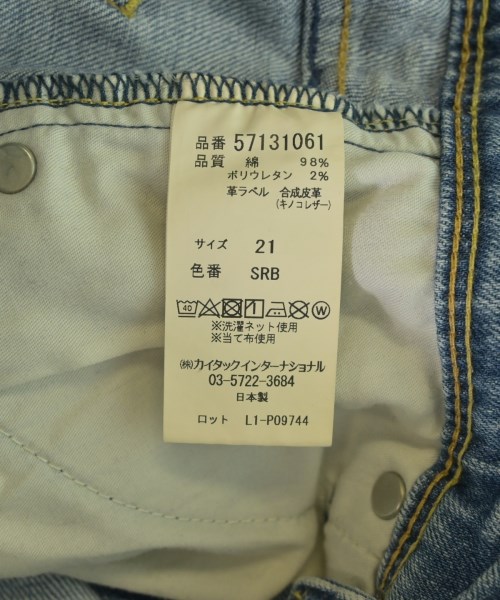 品番 57131061
品質 綿 98%
ポリウレタン 2%
革ラベル 合成皮革
(キノコレザー)
サイズ 21
色番 SRB
40 W
※洗濯ネット使用
※当て布使用
㈱カイタックインターナショナル
03-5722-3684
日本製
ロット L1-P09744